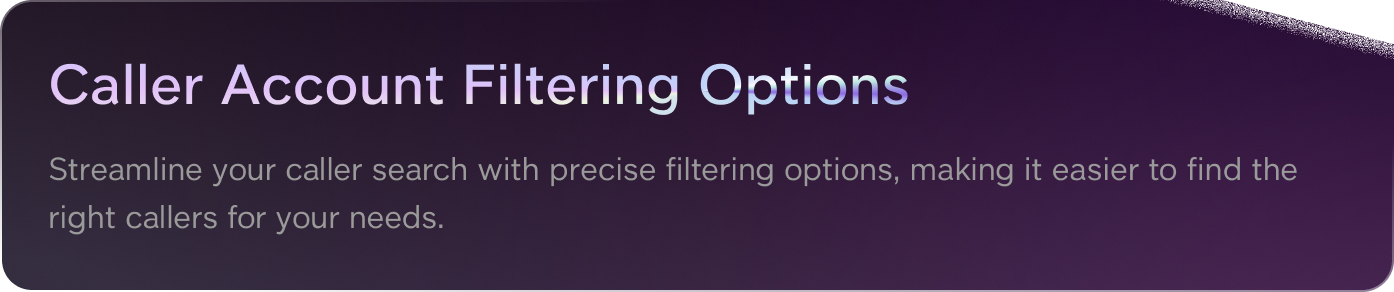 Caller Account Filtering Options
Streamline your caller search with precise filtering options, making it easier to find the
right callers for your needs.